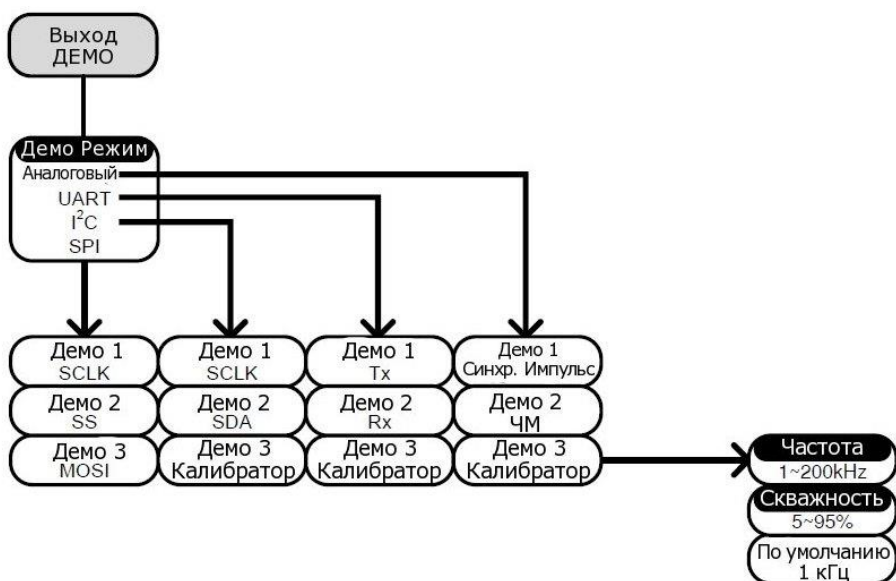 Выход
ДЕМО
Демо Режим
Аналоговый
UART
I²C
SPI
Демо 1
SCLK
Демо 2
SS
Демо 3
MOSI
Демо 1
SCLK
Демо 2
SDA
Демо 3
Калибратор
Демо 1
Tx
Демо 2
Rx
Демо 3
Калибратор
Демо 1
Синхр. Импульс
Демо 2
ЧМ
Демо 3
Калибратор
Частота
1~200kHz
Скважность
5~95%
По умолчанию
1 кГц